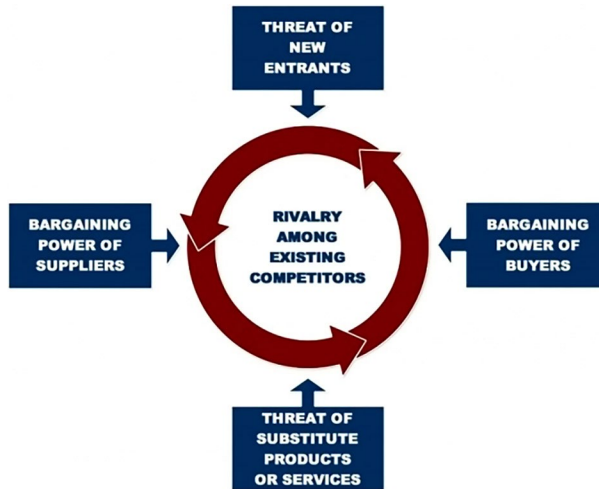 THREAT OF
NEW
ENTRANTS
BARGAINING
POWER OF
SUPPLIERS
RIVALRY
AMONG
EXISTING
COMPETITORS
BARGAINING
POWER OF
BUYERS
THREAT OF
SUBSTITUTE
PRODUCTS
OR SERVICES